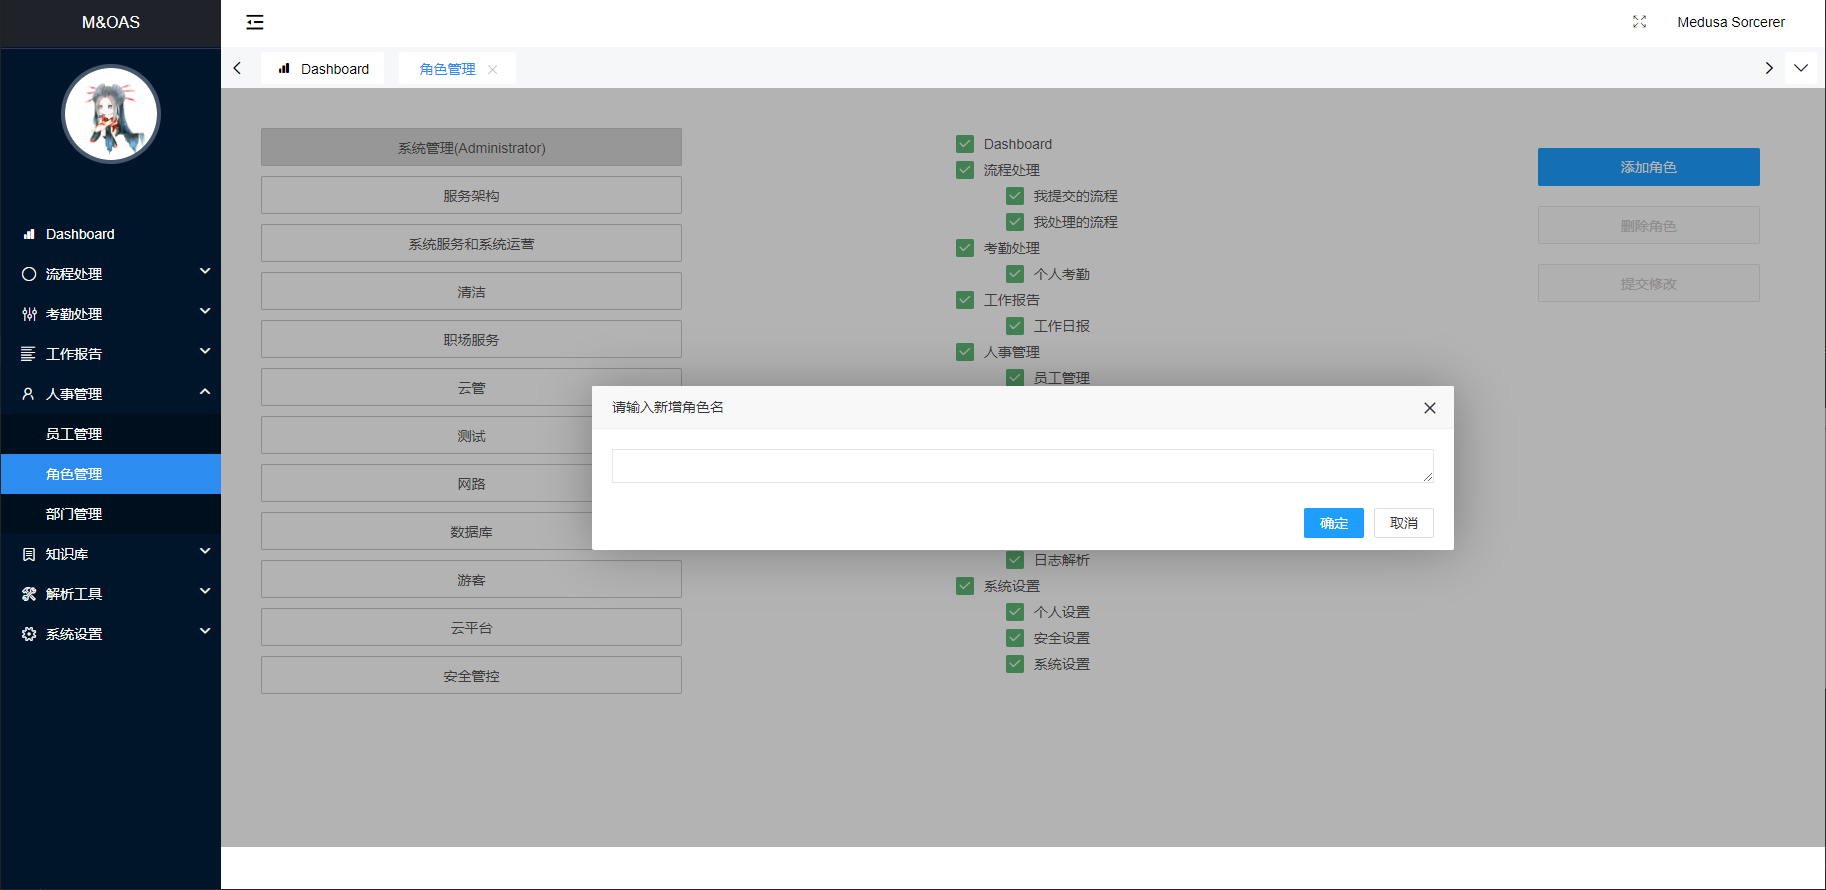 M&OAS
Medusa Sorcerer
Dashboard
角色管理
Dashboard
流程处理
考勤处理
工作报告
人事管理
员工管理
角色管理
部门管理
知识库
解析工具
系统设置
系统管理(Administrator)
服务架构
系统服务和系统运营
清洁
职场服务
云管
测试
网路
数据库
游客
云平台
安全管控
Dashboard
流程处理
我提交的流程
我处理的流程
考勤处理
个人考勤
工作报告
工作日报
人事管理
员工管理
日志解析
系统设置
个人设置
安全设置
系统设置
添加角色
删除角色
提交修改
请输入新增角色名
确定
取消